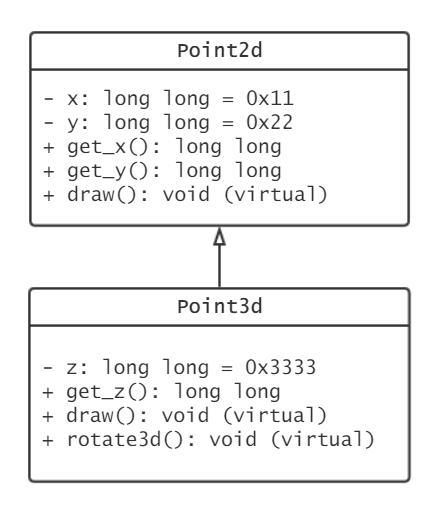 Point2d
- x: long long = 0x11
- y: long long = 0x22
+ get_x(): long long
+ get_y(): long long
+ draw(): void (virtual)
Point3d
- z: long long = 0x3333
+ get_z(): long long
+ draw(): void (virtual)
+ rotate3d(): void (virtual)